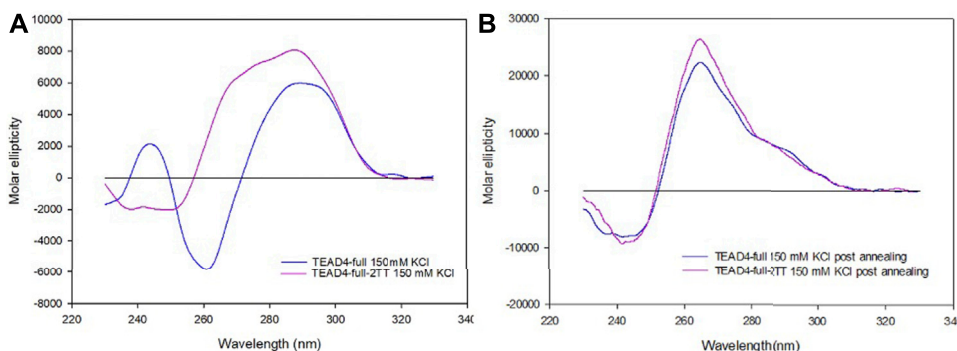 A
10000
8000
6000
4000
2000
0
-2000
-4000
-6000
-8000
Molar ellipticity
TEAD4-full 150mM KCl
TEAD4-full-2TT 150 mM KCl
220 240 260 280 300 320 34
Wavelength (nm)
B
30000
20000
10000
0
-10000
-20000
Molar ellipticity
TEAD4-full 150 mM KCl post annealing
TEAD4-full-2TT 150 mM KCl post annealing
220 240 260 280 300 320 34
Wavelength(nm)